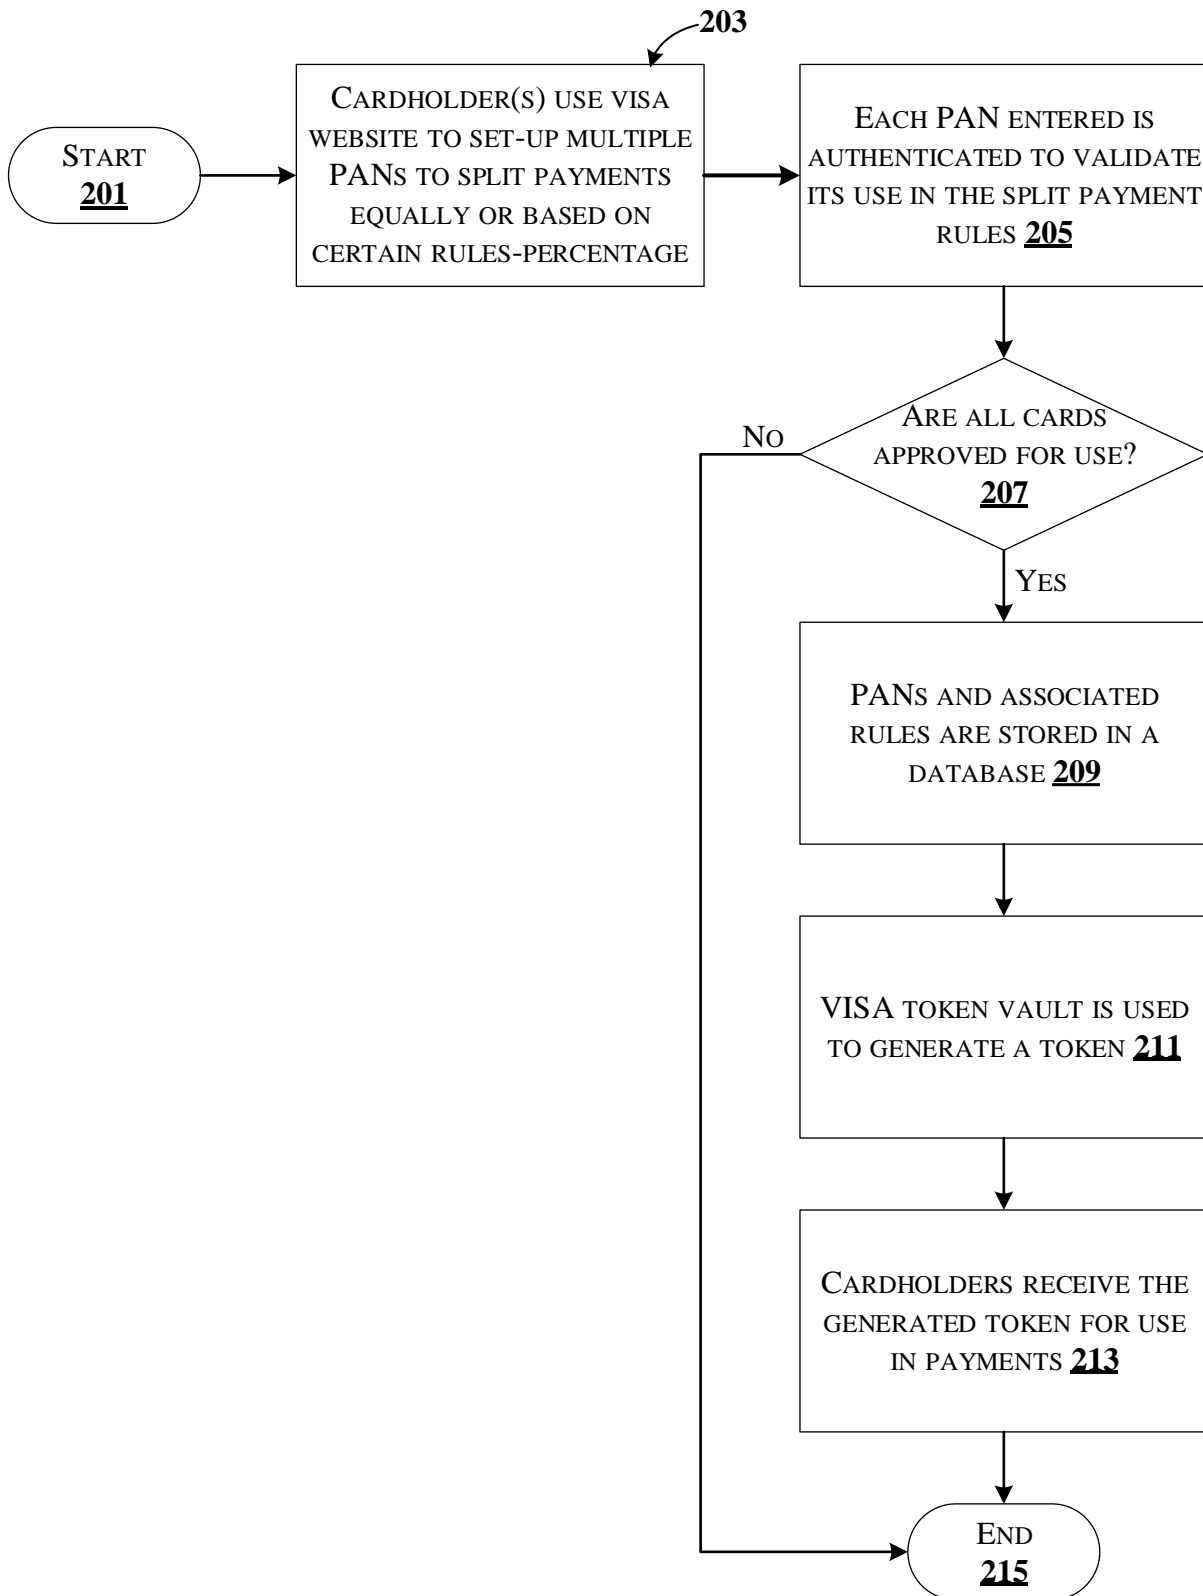 203
START
201
CARDHOLDER(S) USE VISA
WEBSITE TO SET-UP MULTIPLE
PANS TO SPLIT PAYMENTS
EQUALLY OR BASED ON
CERTAIN RULES-PERCENTAGE
EACH PAN ENTERED IS
AUTHENTICATED TO VALIDATE
ITS USE IN THE SPLIT PAYMENT
RULES 205
ARE ALL CARDS
APPROVED FOR USE?
207
NO
YES
PANS AND ASSOCIATED
RULES ARE STORED IN A
DATABASE 209
VISA TOKEN VAULT IS USED
TO GENERATE A TOKEN 211
CARDHOLDERS RECEIVE THE
GENERATED TOKEN FOR USE
IN PAYMENTS 213
END
215